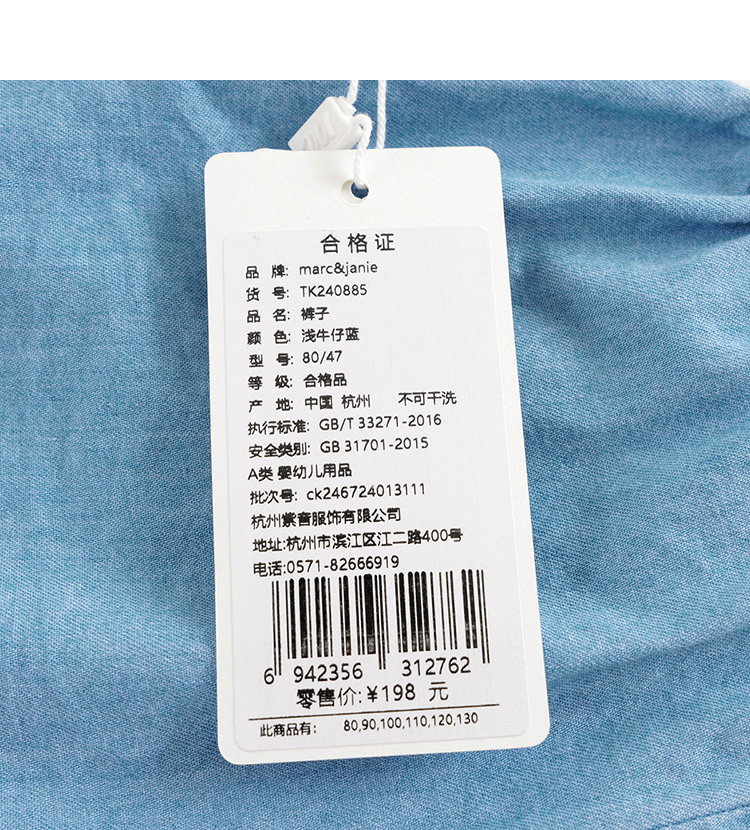 合格证
品 牌: marc&janie
货 号: TK240885
品 名: 裤子
颜 色: 浅牛仔蓝
型 号: 80/47
等 级: 合格品
产 地: 中国 杭州 不可干洗
执行标准: GB/T 33271-2016
安全类别: GB 31701-2015
A类 婴幼儿用品
批次号: ck246724013111
杭州紫音服饰有限公司
地址:杭州市滨江区江二路400号
电话:0571-82666919
6 942356 312762
零售价:¥198 元
此商品有: 80,90,100,110,120,130